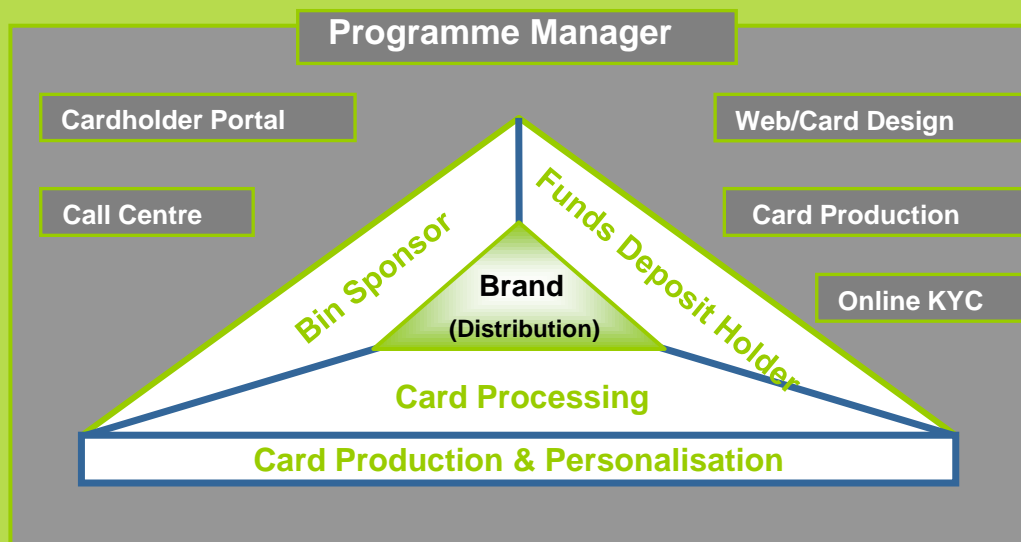 Programme Manager
Cardholder Portal
Web/Card Design
Call Centre
Card Production
Online KYC
Bin Sponsor
Funds Deposit Holder
Brand
(Distribution)
Card Processing
Card Production & Personalisation